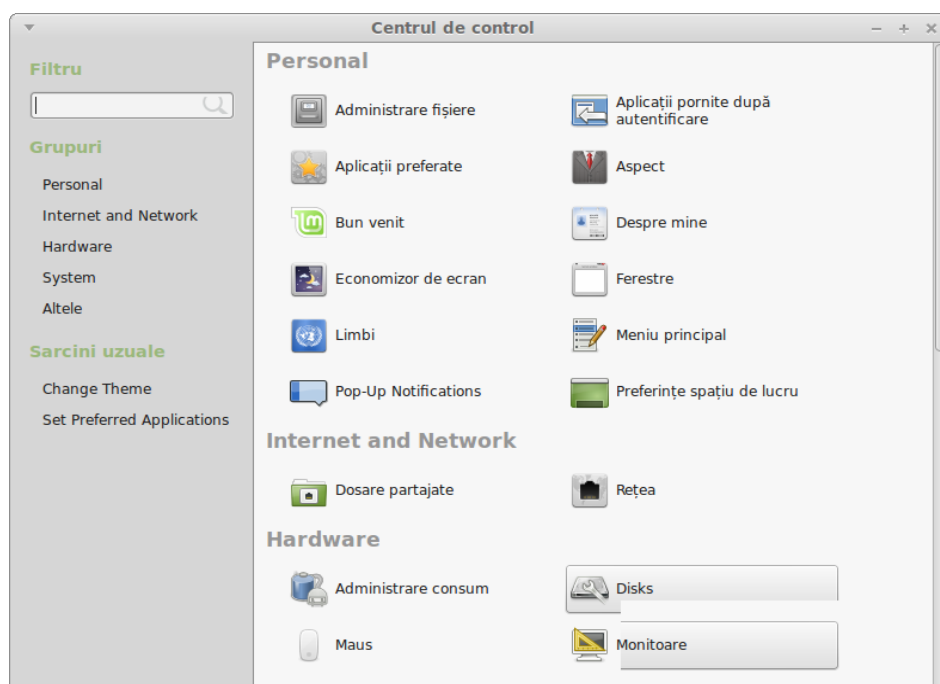 Centrul de control
Filtru
Grupuri
Personal
Internet and Network
Hardware
System
Altele
Sarcini uzuale
Change Theme
Set Preferred Applications
Personal
Administrare fișiere
Aplicații pornite după
autentificare
Aplicații preferate
Aspect
Bun venit
Despre mine
Economizor de ecran
Ferestre
Limbi
Meniu principal
Pop-Up Notifications
Preferințe spațiu de lucru
Internet and Network
Dosare partajate
Rețea
Hardware
Administrare consum
Disks
Maus
Monitoare